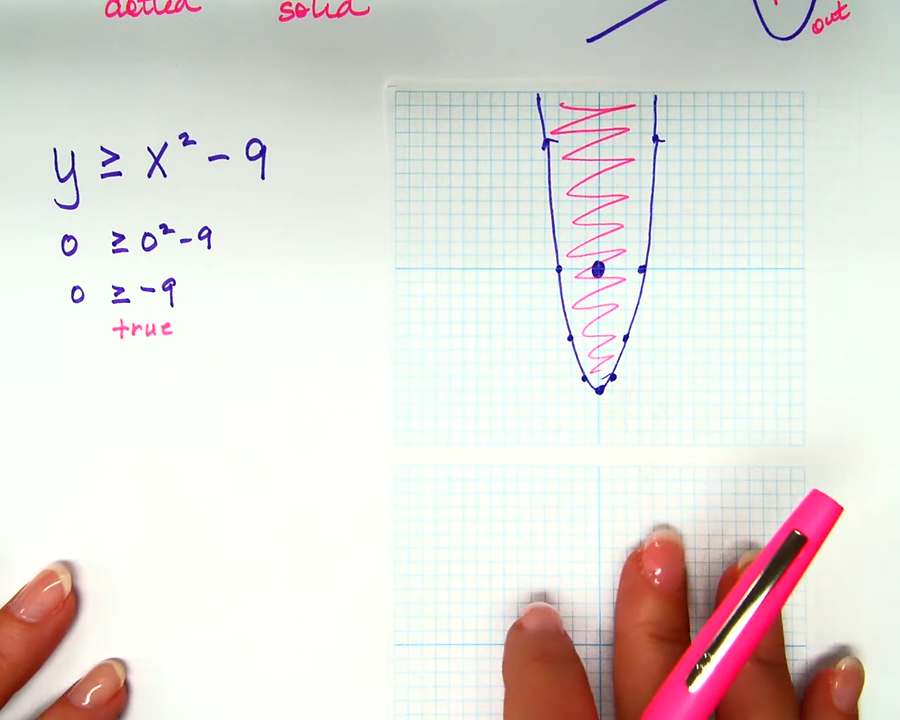 dotted solid
out
y ≥ x² - 9
0 ≥ 0² - 9
0 ≥ -9
true